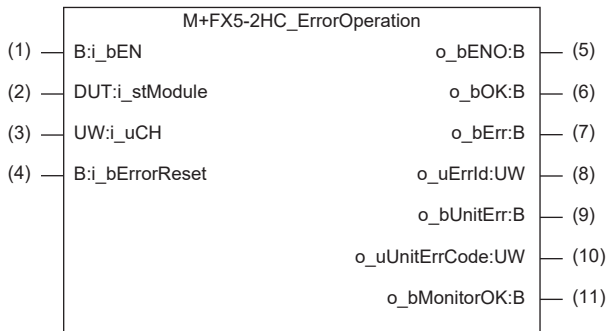 M+FX5-2HC_ErrorOperation
(1) B:i_bEN o_bENO:B (5)
(2) DUT:i_stModule o_bOK:B (6)
(3) UW:i_uCH o_bErr:B (7)
(4) B:i_bErrorReset o_uErrId:UW (8)
o_bUnitErr:B (9)
o_uUnitErrCode:UW (10)
o_bMonitorOK:B (11)